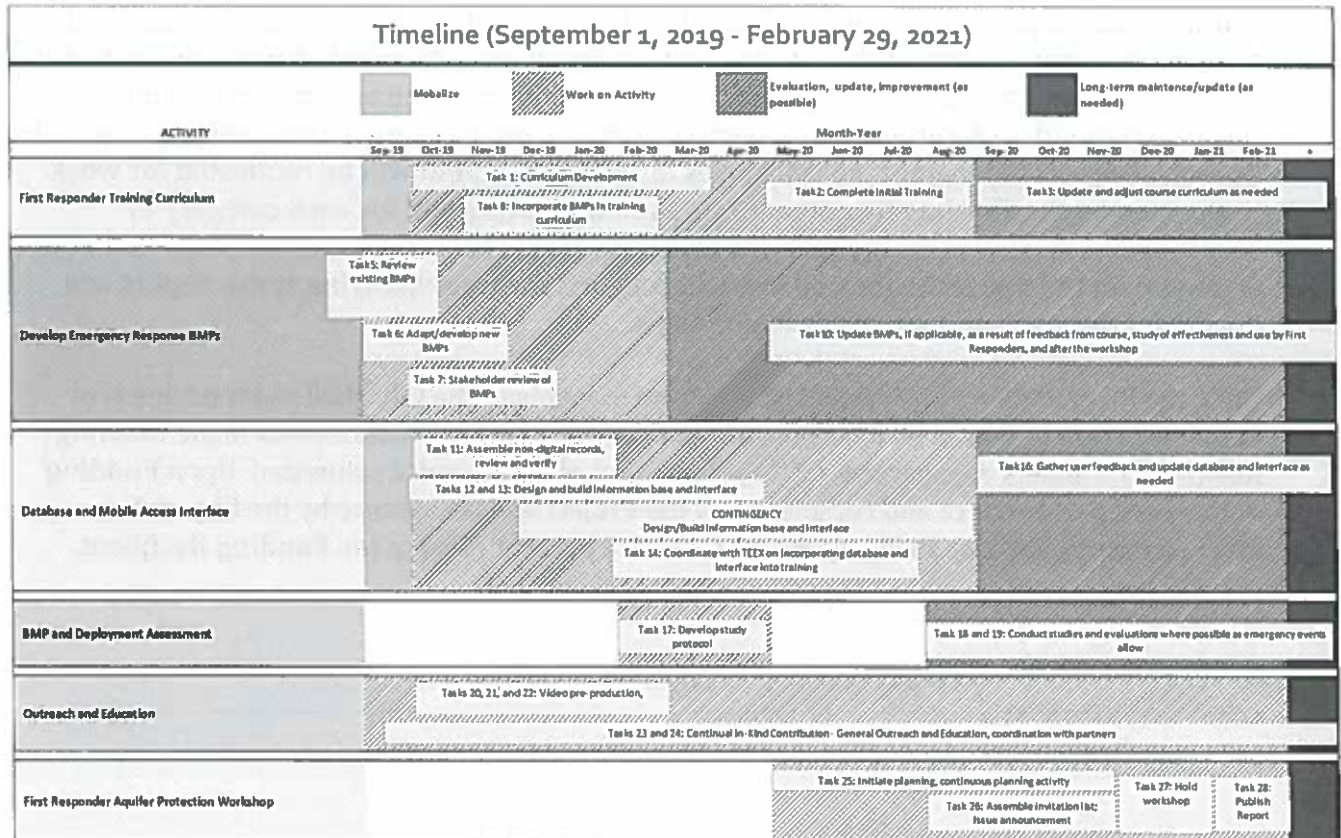 Timeline (September 1, 2019 - February 29, 2021)
Mobalize
Work on Activity
Evaluation, update, improvement (as
possible)
Long-term maintence/update (as
needed)
ACTIVITY
Month-Year
Sep-19 Oct-19 Nov-19 Dec-19 Jan-20 Feb-20 Mar-20 Apr-20 May-20 Jun-20 Jul-20 Aug-20 Sep-20 Oct-20 Nov-20 Dec-20 Jan-21 Feb-21 +
First Responder Training Curriculum
Task 1: Curriculum Development
Task 8: Incorporate BMPs in training
curriculum
Task2: Complete Initial Training
Task3: Update and adjust course curriculum as needed
Develop Emergency Response BMPs
Task5: Review
existing BMPs
Task 6: Adapt/develop new
BMPs
Task 7: Stakeholder review of
BMPs
Task10: Update BMPs, if applicable, as a result of feedback from course, study of effectiveness and use by First
Responders, and after the workshop
Database and Mobile Access Interface
Task 11: Assemble non-digital records,
review and verify
Tasks 12 and 13: Design and build information base and interface
CONTINGENCY
Design/Build information base and interface
Task 14: Coordinate with TEEX on incorporating database and
interface into training
Task 16: Gather user feedback and update database and interface as
needed
BMP and Deployment Assessment
Task 17: Develop study
protocol
Task 18 and 19: Conduct studies and evaluations where possible as emergency events
allow
Outreach and Education
Tasks 20, 21, and 22: Video pre-production,
Tasks 23 and 24: Continual in-Kind Contribution - General Outreach and Education, coordination with partners
First Responder Aquifer Protection Workshop
Task 25: Initiate planning, continuous planning activity
Task 26: Assemble invitation list;
Issue announcement
Task 27: Hold
workshop
Task 28:
Publish
Report